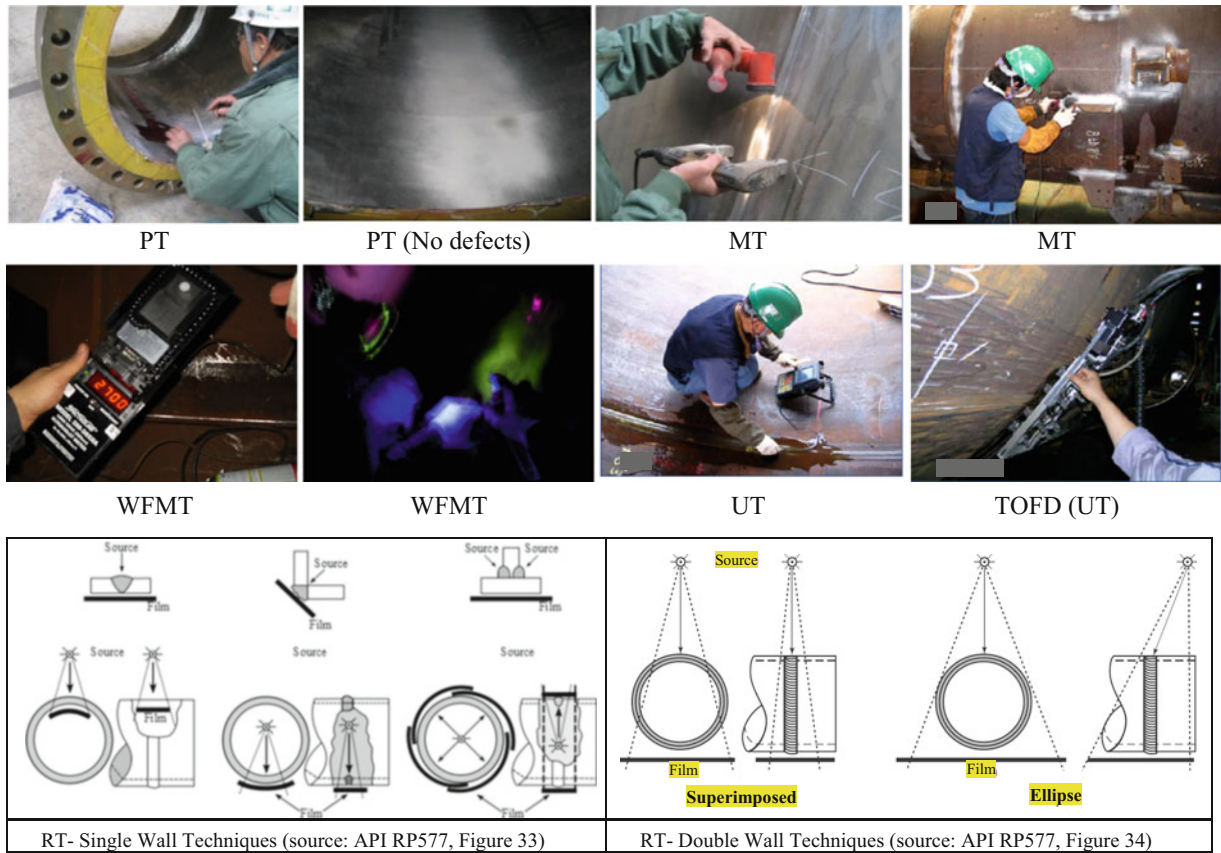 PT
PT (No defects)
MT
MT
2700
WFMT
WFMT
UT
TOFD (UT)
Source
Film
Source
Film
Source
Source
Film
Source
Film
Source
Source
Film
Film
RT- Single Wall Techniques (source: API RP577, Figure 33)
Source
Film
Superimposed
Film
Ellipse
RT- Double Wall Techniques (source: API RP577, Figure 34)